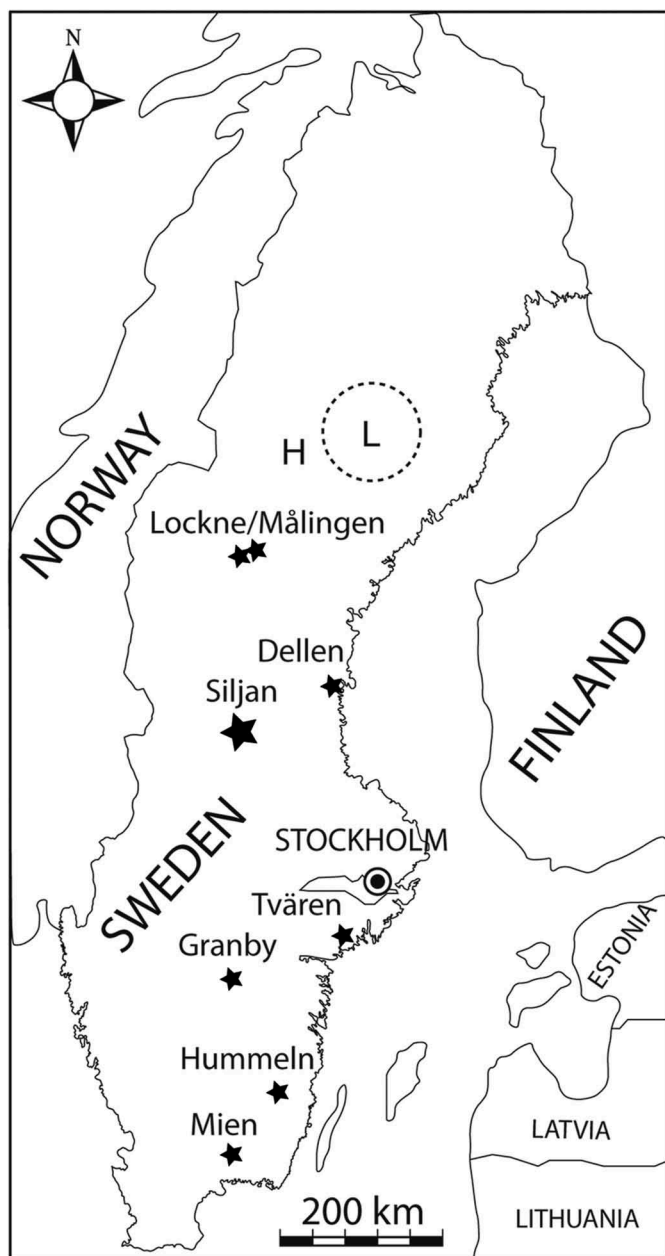 N
L
H
NORWAY
Lockne/Målingen
Dellen
Siljan
FINLAND
SWEDEN
STOCKHOLM
Tvären
Granby
ESTONIA
Hummeln
Mien
LATVIA
200 km
LITHUANIA